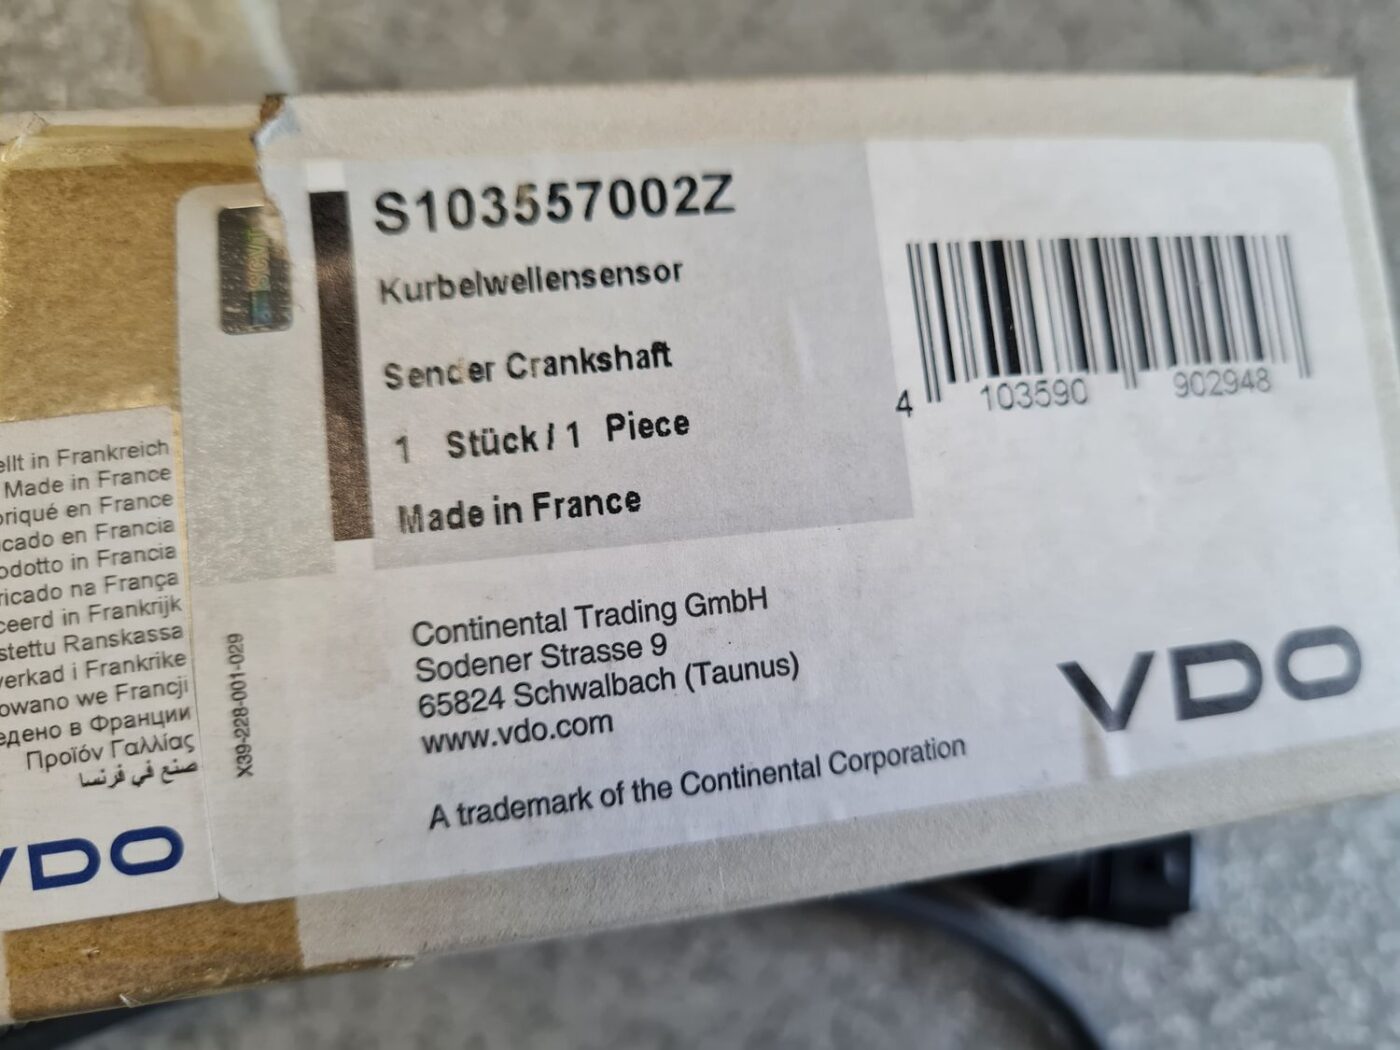 S103557002Z
Kurbelwellensensor
Sender Crankshaft
1 Stück / 1 Piece
Made in France
4 103590 902948
Continental Trading GmbH
Sodener Strasse 9
65824 Schwalbach (Taunus)
www.vdo.com
A trademark of the Continental Corporation
VDO
X39-228-001-029
ellt in Frankreich
Made in France
oriqué en France
icado en Francia
odotto in Francia
ricado na França
ceerd in Frankrijk
stettu Ranskassa
verkad i Frankrike
owano we Francji
едено в Франции
Προϊόν Γαλλίας
صنع في فرنسا
VDO